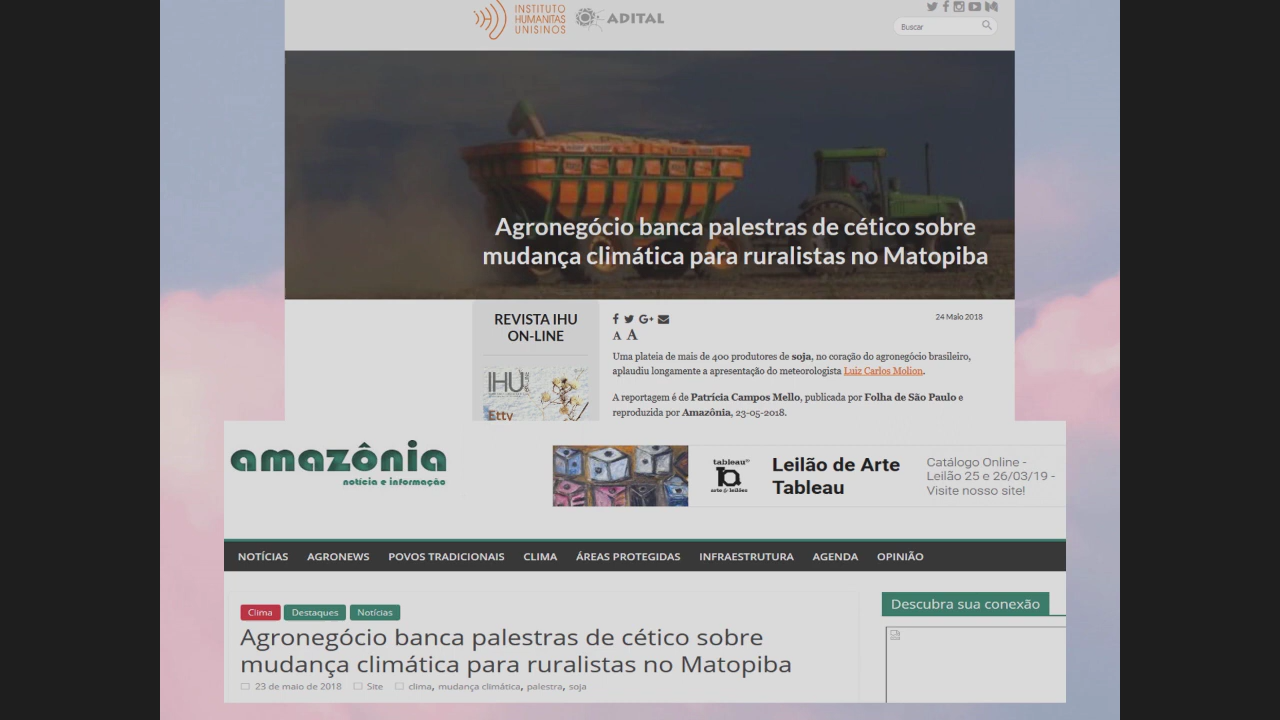 INSTITUTO
HUMANITAS
UNISINOS
ADITAL
Buscar
Agronegócio banca palestras de cético sobre
mudança climática para ruralistas no Matopiba
REVISTA IHU
ON-LINE
G+
24 Maio 2018
A A
Uma plateia de mais de 400 produtores de soja, no coração do agronegócio brasileiro,
aplaudiu longamente a apresentação do meteorologista Luiz Carlos Molion.
A reportagem é de Patrícia Campos Mello, publicada por Folha de São Paulo e
reproduzida por Amazônia, 23-05-2018.
IHU
Etty
amazônia
notícia e informação
tableau
arte & leilões
Leilão de Arte
Tableau
Catálogo Online -
Leilão 25 e 26/03/19 -
Visite nosso site!
NOTÍCIAS AGRONEWS POVOS TRADICIONAIS CLIMA ÁREAS PROTEGIDAS INFRAESTRUTURA AGENDA OPINIÃO
Clima Destaques Notícias
Descubra sua conexão
Agronegócio banca palestras de cético sobre
mudança climática para ruralistas no Matopiba
23 de maio de 2018 Site clima, mudança climática, palestra, soja